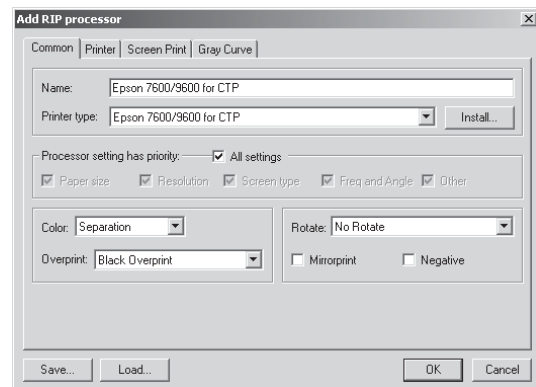 Add RIP processor
Common Printer Screen Print Gray Curve
Name: Epson 7600/9600 for CTP
Printer type: Epson 7600/9600 for CTP Install...
Processor setting has priority: All settings
Paper size Resolution Screen type Freq and Angle Other
Color: Separation Rotate: No Rotate
Overprint: Black Overprint Mirrorprint Negative
Save... Load... OK Cancel